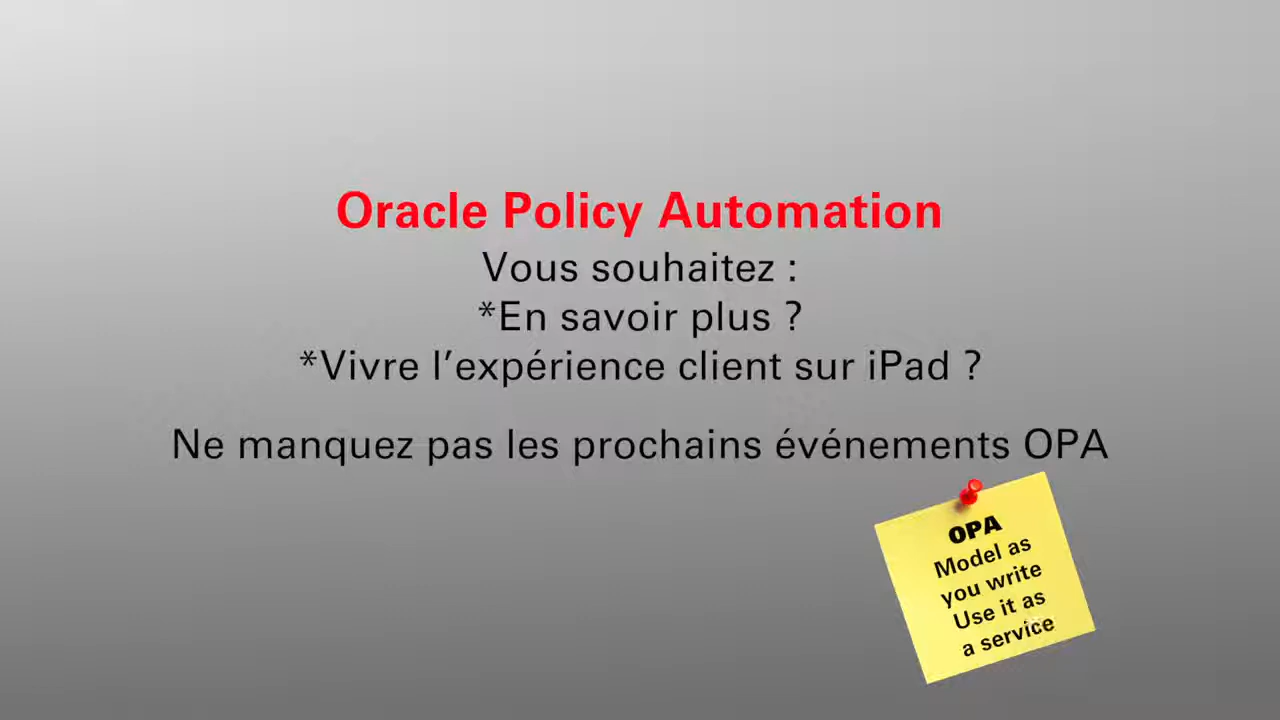 Oracle Policy Automation
Vous souhaitez :
*En savoir plus ?
*Vivre l’expérience client sur iPad ?
Ne manquez pas les prochains événements OPA
OPA
Model as
you write
Use it as
a service